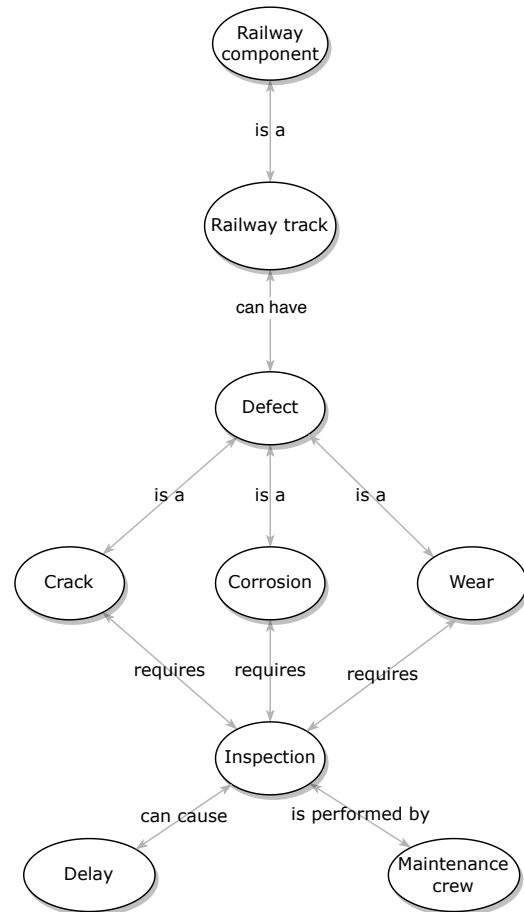 Railway
component
is a
Railway track
can have
Defect
is a
is a
is a
Crack
Corrosion
Wear
requires
requires
requires
Inspection
can cause
is performed by
Delay
Maintenance
crew